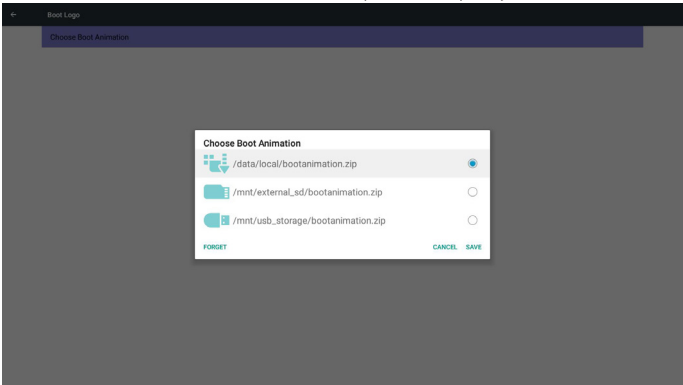 Boot Logo
Choose Boot Animation
Choose Boot Animation
/data/local/bootanimation.zip
/mnt/external_sd/bootanimation.zip
/mnt/usb_storage/bootanimation.zip
FORGET CANCEL SAVE